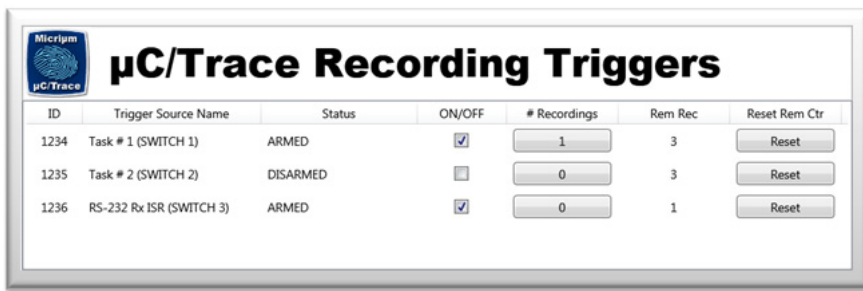 Micriµm
µC/Trace
µC/Trace Recording Triggers
ID Trigger Source Name Status ON/OFF # Recordings Rem Rec Reset Rem Ctr
1234 Task # 1 (SWITCH 1) ARMED 1 3 Reset
1235 Task # 2 (SWITCH 2) DISARMED 0 3 Reset
1236 RS-232 Rx ISR (SWITCH 3) ARMED 0 1 Reset